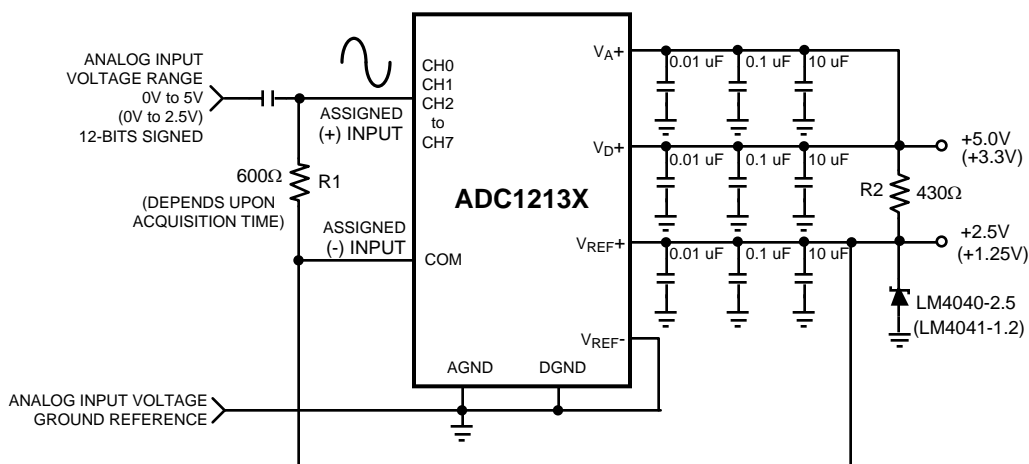 ANALOG INPUT
VOLTAGE RANGE
0V to 5V
(0V to 2.5V)
12-BITS SIGNED
ASSIGNED
(+) INPUT
600Ω
R1
(DEPENDS UPON
ACQUISITION TIME)
ASSIGNED
(-) INPUT
CH0
CH1
CH2
to
CH7
COM
ADC1213X
VA+
VD+
VREF+
VREF-
AGND
DGND
0.01 uF
0.1 uF
10 uF
0.01 uF
0.1 uF
10 uF
0.01 uF
0.1 uF
10 uF
+5.0V
(+3.3V)
R2
430Ω
+2.5V
(+1.25V)
LM4040-2.5
(LM4041-1.2)
ANALOG INPUT VOLTAGE
GROUND REFERENCE